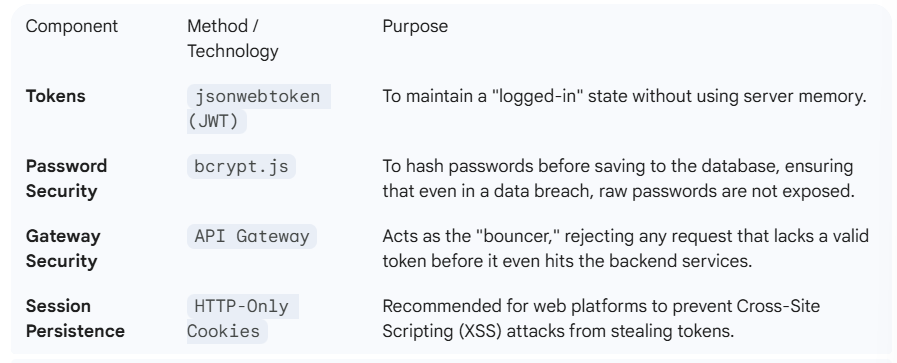 Component Method / Purpose
Technology
Tokens jsonwebtoken To maintain a "logged-in" state without using server memory.
(JWT)
Password bcrypt.js To hash passwords before saving to the database, ensuring
Security that even in a data breach, raw passwords are not exposed.
Gateway API Gateway Acts as the "bouncer," rejecting any request that lacks a valid
Security token before it even hits the backend services.
Session HTTP-Only Recommended for web platforms to prevent Cross-Site
Persistence Cookies Scripting (XSS) attacks from stealing tokens.